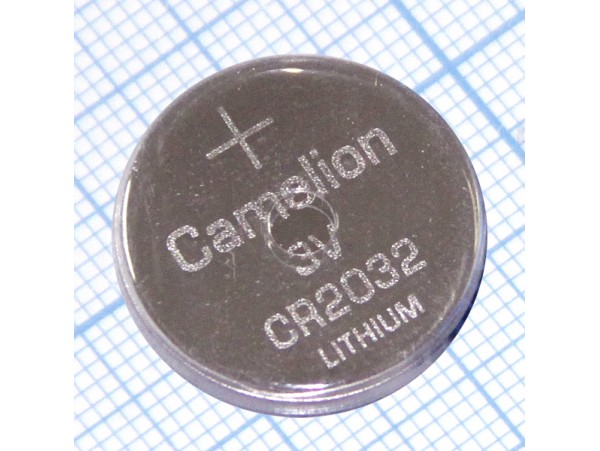 +
Camelion
3V
CR2032
LITHIUM